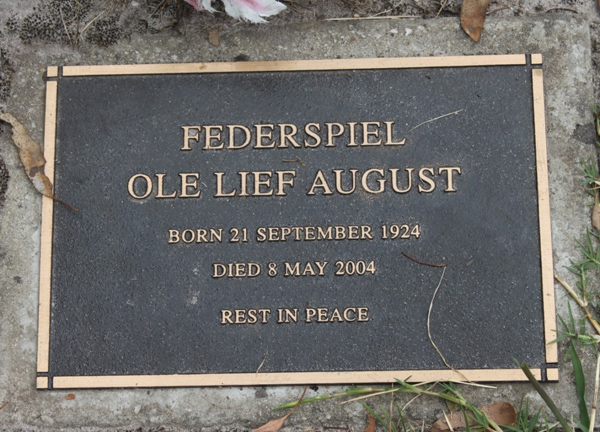 FEDERSPIEL
OLE LIEF AUGUST
BORN 21 SEPTEMBER 1924
DIED 8 MAY 2004
REST IN PEACE